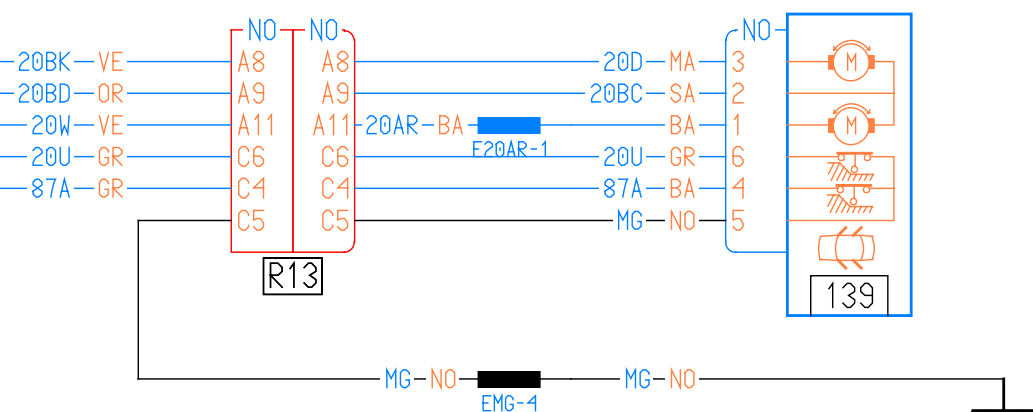 NO NO NO
20BK VE A8 A8 20D MA 3 M
20BD OR A9 A9 20BC SA 2
20W VE A11 A11 20AR BA BA 1 M
E20AR-1
20U GR C6 C6 20U GR 6
87A GR C4 C4 87A BA 4
C5 C5 MG NO 5
R13
139
MG NO MG NO
EMG-4